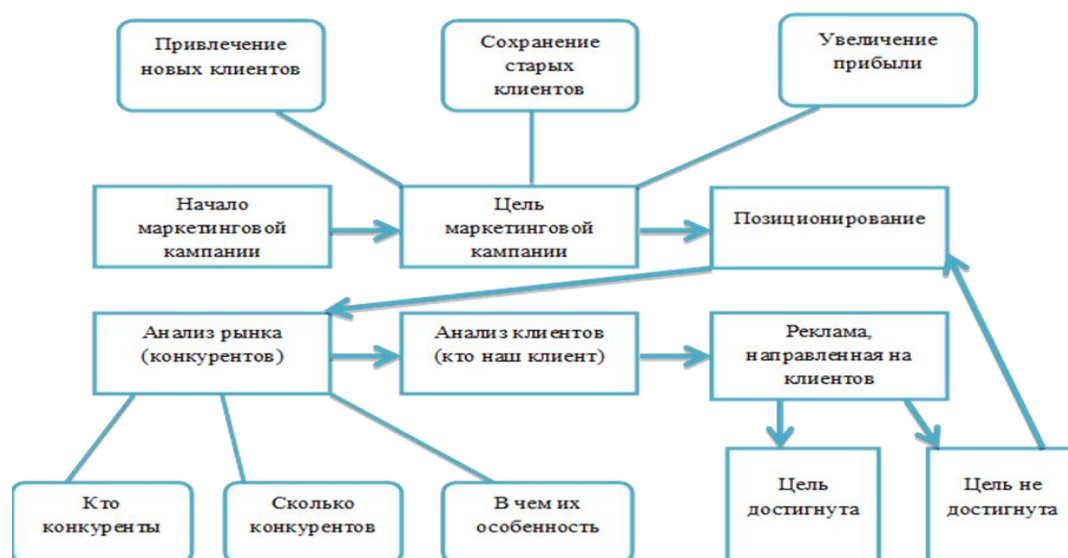 Привлечение
новых клиентов
Сохранение
старых
клиентов
Увеличение
прибыли
Начало
маркетинговой
кампании
Цель
маркетинговой
кампании
Позиционирование
Анализ рынка
(конкурентов)
Анализ клиентов
(кто наш клиент)
Реклама,
направленная на
клиентов
Кто
конкуренты
Сколько
конкурентов
В чем их
особенность
Цель
достигнута
Цель не
достигнута